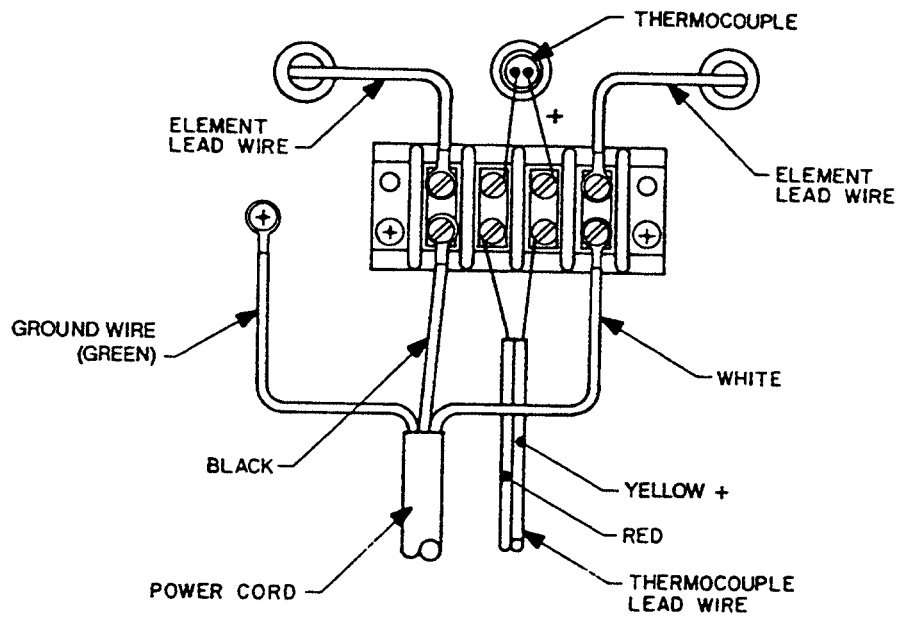 THERMOCOUPLE
+
ELEMENT
LEAD WIRE
ELEMENT
LEAD WIRE
GROUND WIRE
(GREEN)
WHITE
BLACK
YELLOW +
RED
POWER CORD
THERMOCOUPLE
LEAD WIRE